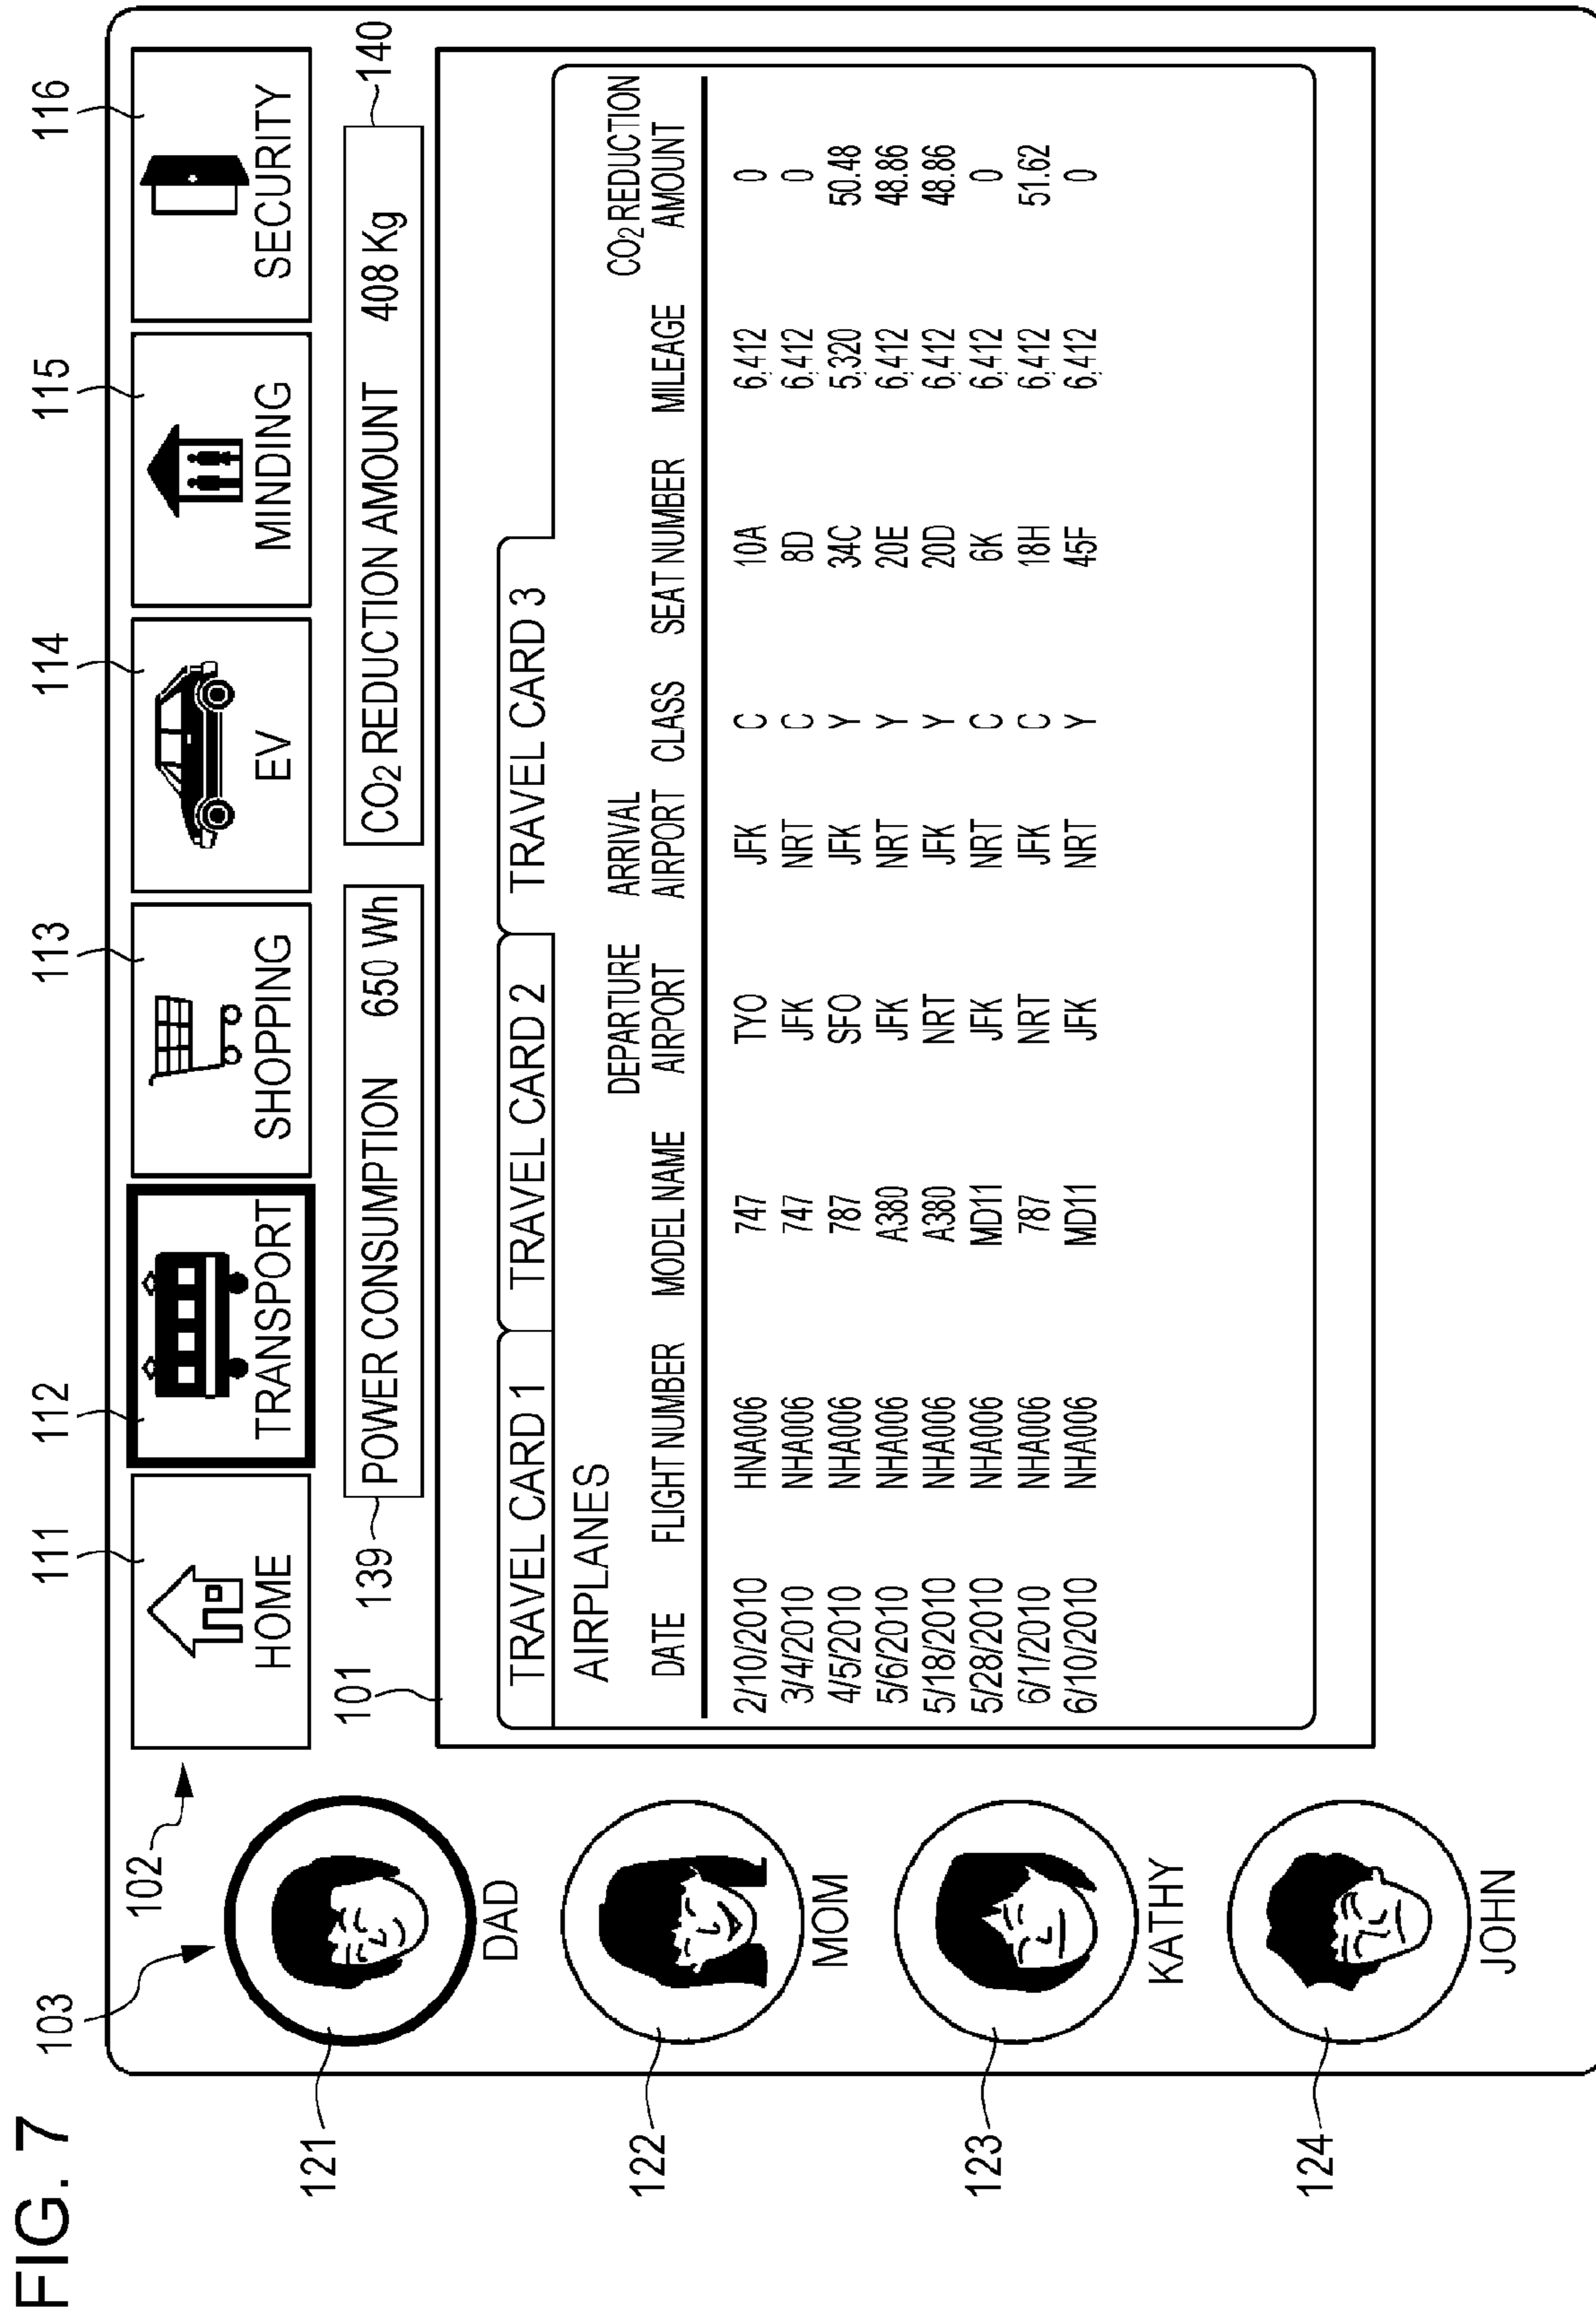 FIG. 7
111 112 113 114 115 116
HOME TRANSPORT SHOPPING EV MINDING SECURITY
102
103
139 POWER CONSUMPTION 650 Wh CO2 REDUCTION AMOUNT 408 Kg 140
101
121
DAD
122
MOM
123
KATHY
124
JOHN
TRAVEL CARD 1 TRAVEL CARD 2 TRAVEL CARD 3
AIRPLANES
DATE FLIGHT NUMBER MODEL NAME DEPARTURE AIRPORT ARRIVAL AIRPORT CLASS SEAT NUMBER MILEAGE CO2 REDUCTION AMOUNT
2/10/2010 HNA006 747 TYO JFK C 10A 6,412 0
3/4/2010 NHA006 747 JFK NRT C 8D 6,412 0
4/5/2010 NHA006 787 SFO JFK Y 34C 5,320 50.48
5/6/2010 NHA006 A380 JFK NRT Y 20E 6,412 48.86
5/18/2010 NHA006 A380 NRT JFK Y 20D 6,412 48.86
5/28/2010 NHA006 MD11 JFK NRT C 6K 6,412 0
6/1/2010 NHA006 787 NRT JFK C 18H 6,412 51.62
6/10/2010 NHA006 MD11 JFK NRT Y 45F 6,412 0